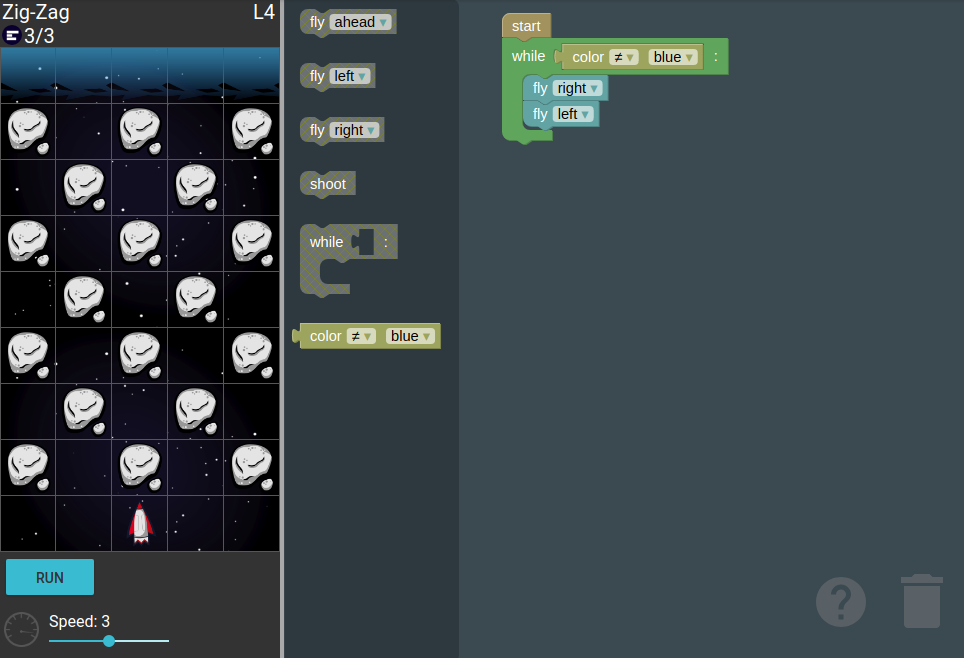 Zig-Zag L4
3/3
RUN
Speed: 3
fly ahead ▾
fly left ▾
fly right ▾
shoot
while :
color ≠ ▾ blue ▾
start
while color ≠ ▾ blue ▾ :
fly right ▾
fly left ▾
?